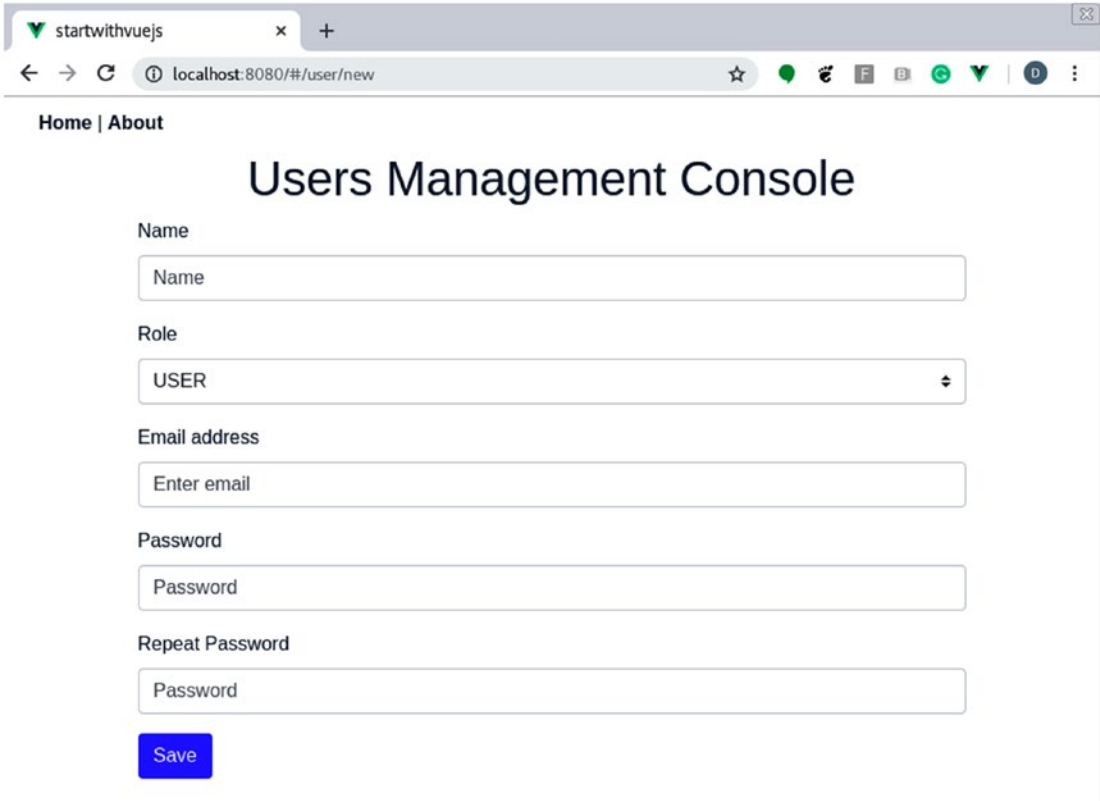 startwithvuejs
localhost:8080/#/user/new
F B G D
Home | About
Users Management Console
Name
Name
Role
USER
Email address
Enter email
Password
Password
Repeat Password
Password
Save